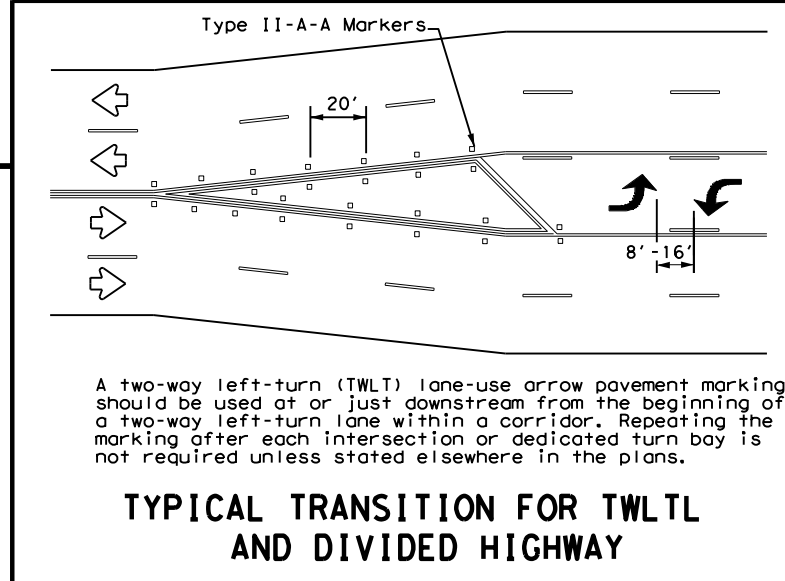 Type II-A-A Markers
20'
8'-16'
A two-way left-turn (TWLT) lane-use arrow pavement marking
should be used at or just downstream from the beginning of
a two-way left-turn lane within a corridor. Repeating the
marking after each intersection or dedicated turn bay is
not required unless stated elsewhere in the plans.
TYPICAL TRANSITION FOR TWLTL
AND DIVIDED HIGHWAY